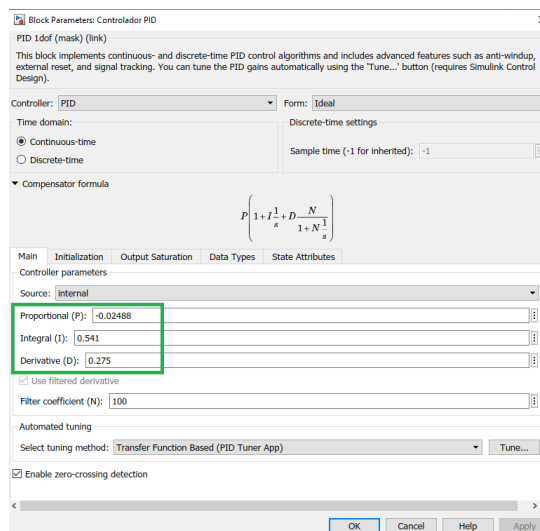 Block Parameters: Controlador PID
PID 1dof (mask) (link)
This block implements continuous- and discrete-time PID control algorithms and includes advanced features such as anti-windup,
external reset, and signal tracking. You can tune the PID gains automatically using the 'Tune...' button (requires Simulink Control
Design).
Controller: PID Form: Ideal
Time domain: Discrete-time settings
Continuous-time
Discrete-time
Sample time (-1 for inherited): -1
Compensator formula
P(1+I 1/s + D N/(1+N 1/s))
Main Initialization Output Saturation Data Types State Attributes
Controller parameters
Source: internal
Proportional (P): -0.02488
Integral (I): 0.541
Derivative (D): 0.275
Use filtered derivative
Filter coefficient (N): 100
Automated tuning
Select tuning method: Transfer Function Based (PID Tuner App) Tune...
Enable zero-crossing detection
OK Cancel Help Apply